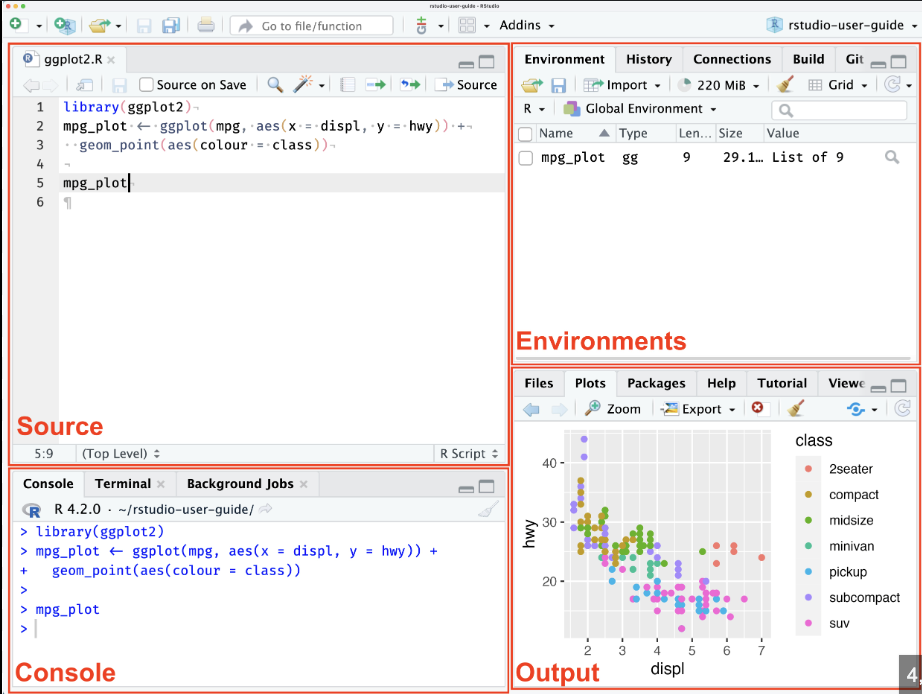 rstudio-user-guide - RStudio
Go to file/function
Addins
rstudio-user-guide
ggplot2.R
Source on Save
Source
1 library(ggplot2)
2 mpg_plot <- ggplot(mpg, aes(x = displ, y = hwy)) +
3 geom_point(aes(colour = class))
4
5 mpg_plot
6 ¶
Source
5:9 (Top Level) R Script
Console Terminal Background Jobs
R 4.2.0 · ~/rstudio-user-guide/
> library(ggplot2)
> mpg_plot <- ggplot(mpg, aes(x = displ, y = hwy)) +
+ geom_point(aes(colour = class))
>
> mpg_plot
>
Console
Environment History Connections Build Git
Import 220 MiB Grid
R Global Environment
Name Type Len... Size Value
mpg_plot gg 9 29.1... List of 9
Environments
Files Plots Packages Help Tutorial Viewe
Zoom Export
40
30
20
hwy
2 3 4 5 6 7
displ
class
2seater
compact
midsize
minivan
pickup
subcompact
suv
Output
4